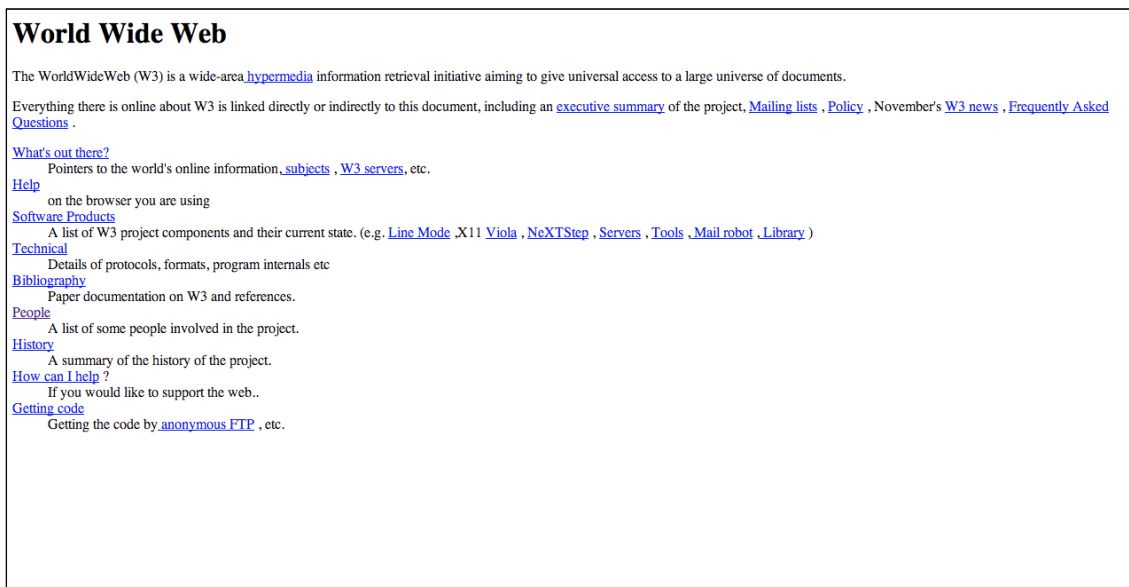 World Wide Web
The WorldWideWeb (W3) is a wide-area hypermedia information retrieval initiative aiming to give universal access to a large universe of documents.
Everything there is online about W3 is linked directly or indirectly to this document, including an executive summary of the project, Mailing lists , Policy , November's W3 news , Frequently Asked
Questions .
What's out there?
Pointers to the world's online information, subjects , W3 servers, etc.
Help
on the browser you are using
Software Products
A list of W3 project components and their current state. (e.g. Line Mode ,X11 Viola , NeXTStep , Servers , Tools , Mail robot , Library )
Technical
Details of protocols, formats, program internals etc
Bibliography
Paper documentation on W3 and references.
People
A list of some people involved in the project.
History
A summary of the history of the project.
How can I help ?
If you would like to support the web..
Getting code
Getting the code by anonymous FTP , etc.